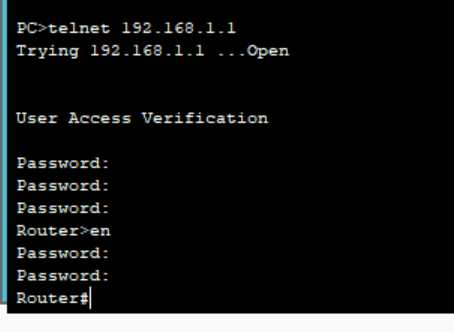 PC>telnet 192.168.1.1
Trying 192.168.1.1 ...Open
User Access Verification
Password:
Password:
Password:
Router>en
Password:
Password:
Router#